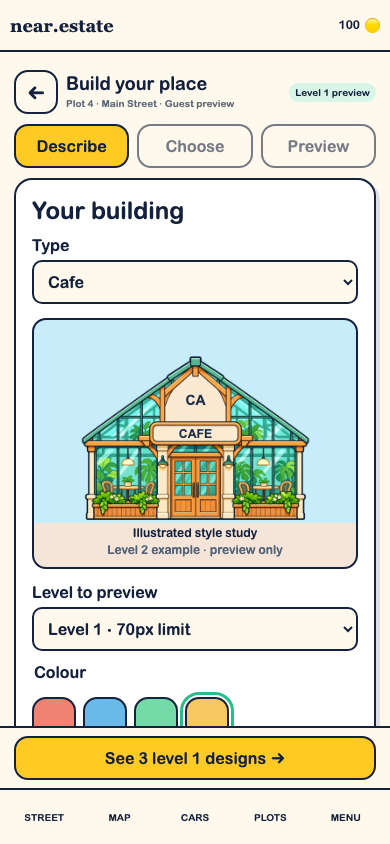 near.estate
100
←
Build your place
Plot 4 · Main Street · Guest preview
Level 1 preview
Describe
Choose
Preview
Your building
Type
Cafe
CA
CAFE
Illustrated style study
Level 2 example · preview only
Level to preview
Level 1 · 70px limit
Colour
See 3 level 1 designs →
STREET
MAP
CARS
PLOTS
MENU